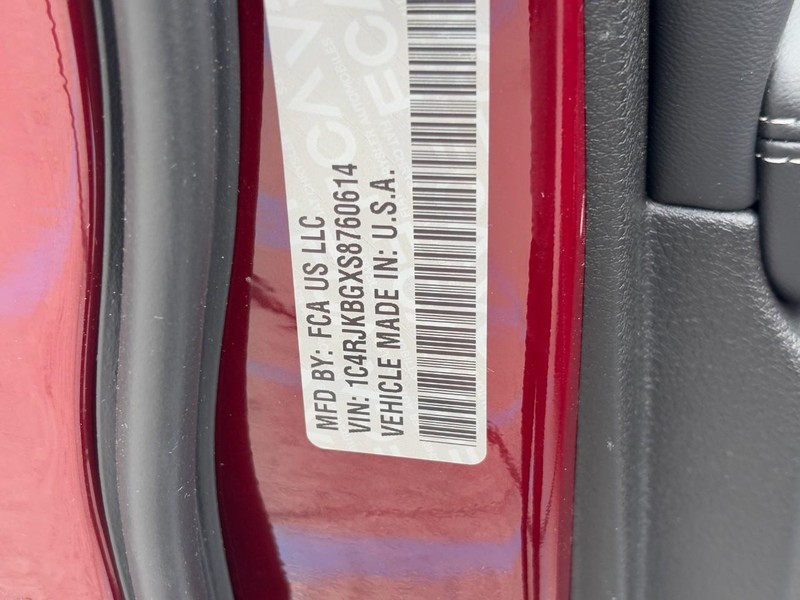 MFD BY: FCA US LLC
VIN: 1C4RJKBGXS8760614
VEHICLE MADE IN: U.S.A.